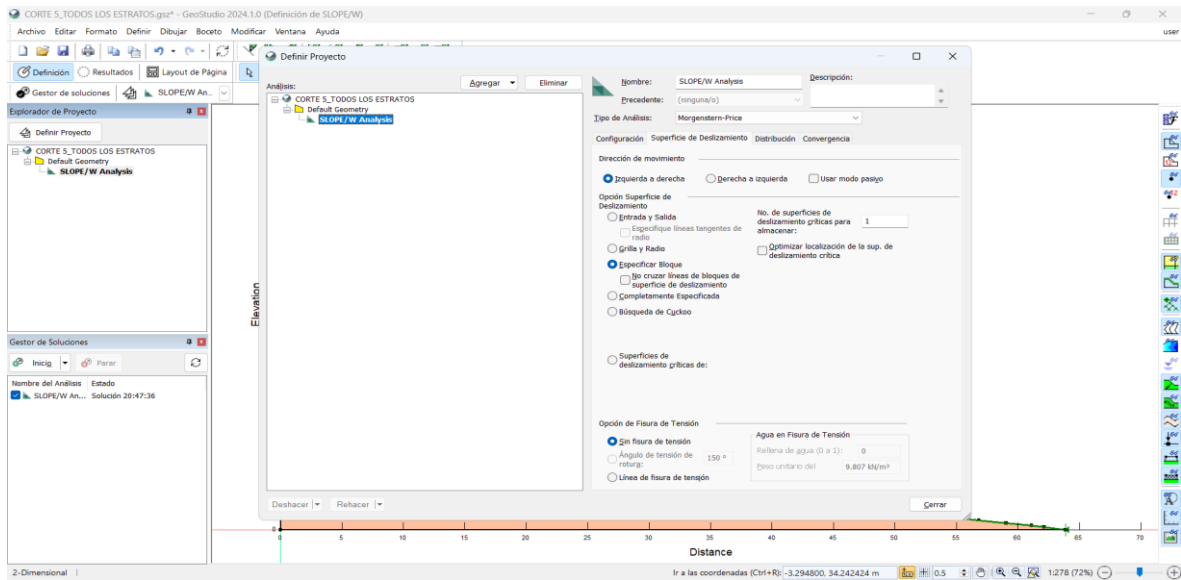 CORTE 5_TODOS LOS ESTRATOS.gsz* - GeoStudio 2024.1.0 (Definición de SLOPE/W)
Archivo Editar Formato Definir Dibujar Boceto Modificar Ventana Ayuda
user
Definición Resultados Layout de Página
Gestor de soluciones SLOPE/W An...
Explorador de Proyecto
Definir Proyecto
CORTE 5_TODOS LOS ESTRATOS
Default Geometry
SLOPE/W Analysis
Gestor de Soluciones
Inicio Parar
Nombre del Análisis Estado
SLOPE/W An... Solución 20:47:36
Elevation
Definir Proyecto
Análisis:
Agregar Eliminar
CORTE 5_TODOS LOS ESTRATOS
Default Geometry
SLOPE/W Analysis
Deshacer Rehacer
Nombre: SLOPE/W Analysis
Descripción:
Precedente: (ninguna/o)
Tipo de Análisis: Morgenstern-Price
Configuración Superficie de Deslizamiento Distribución Convergencia
Dirección de movimiento
Izquierda a derecha Derecha a izquierda Usar modo pasivo
Opción Superficie de
Deslizamiento
Entrada y Salida
Especifique líneas tangentes de
radio
Grilla y Radio
Especificar Bloque
No cruzar líneas de bloques de
superficie de deslizamiento
Completamente Especificada
Búsqueda de Cuckoo
Superficies de
deslizamiento críticas de:
No. de superficies de
deslizamiento críticas para
almacenar:
1
Optimizar localización de la sup. de
deslizamiento crítica
Opción de Fisura de Tensión
Sin fisura de tensión
Ángulo de tensión de
rotura:
150 º
Línea de fisura de tensión
Agua en Fisura de Tensión
Rellena de agua (0 a 1): 0
Peso unitario del 9.807 kN/m³
Cerrar
0
0 5 10 15 20 25 30 35 40 45 50 55 60 65 70
Distance
2-Dimensional
Ir a las coordenadas (Ctrl+R): -3.294800, 34.242424 m
0.5
1:278 (72%)